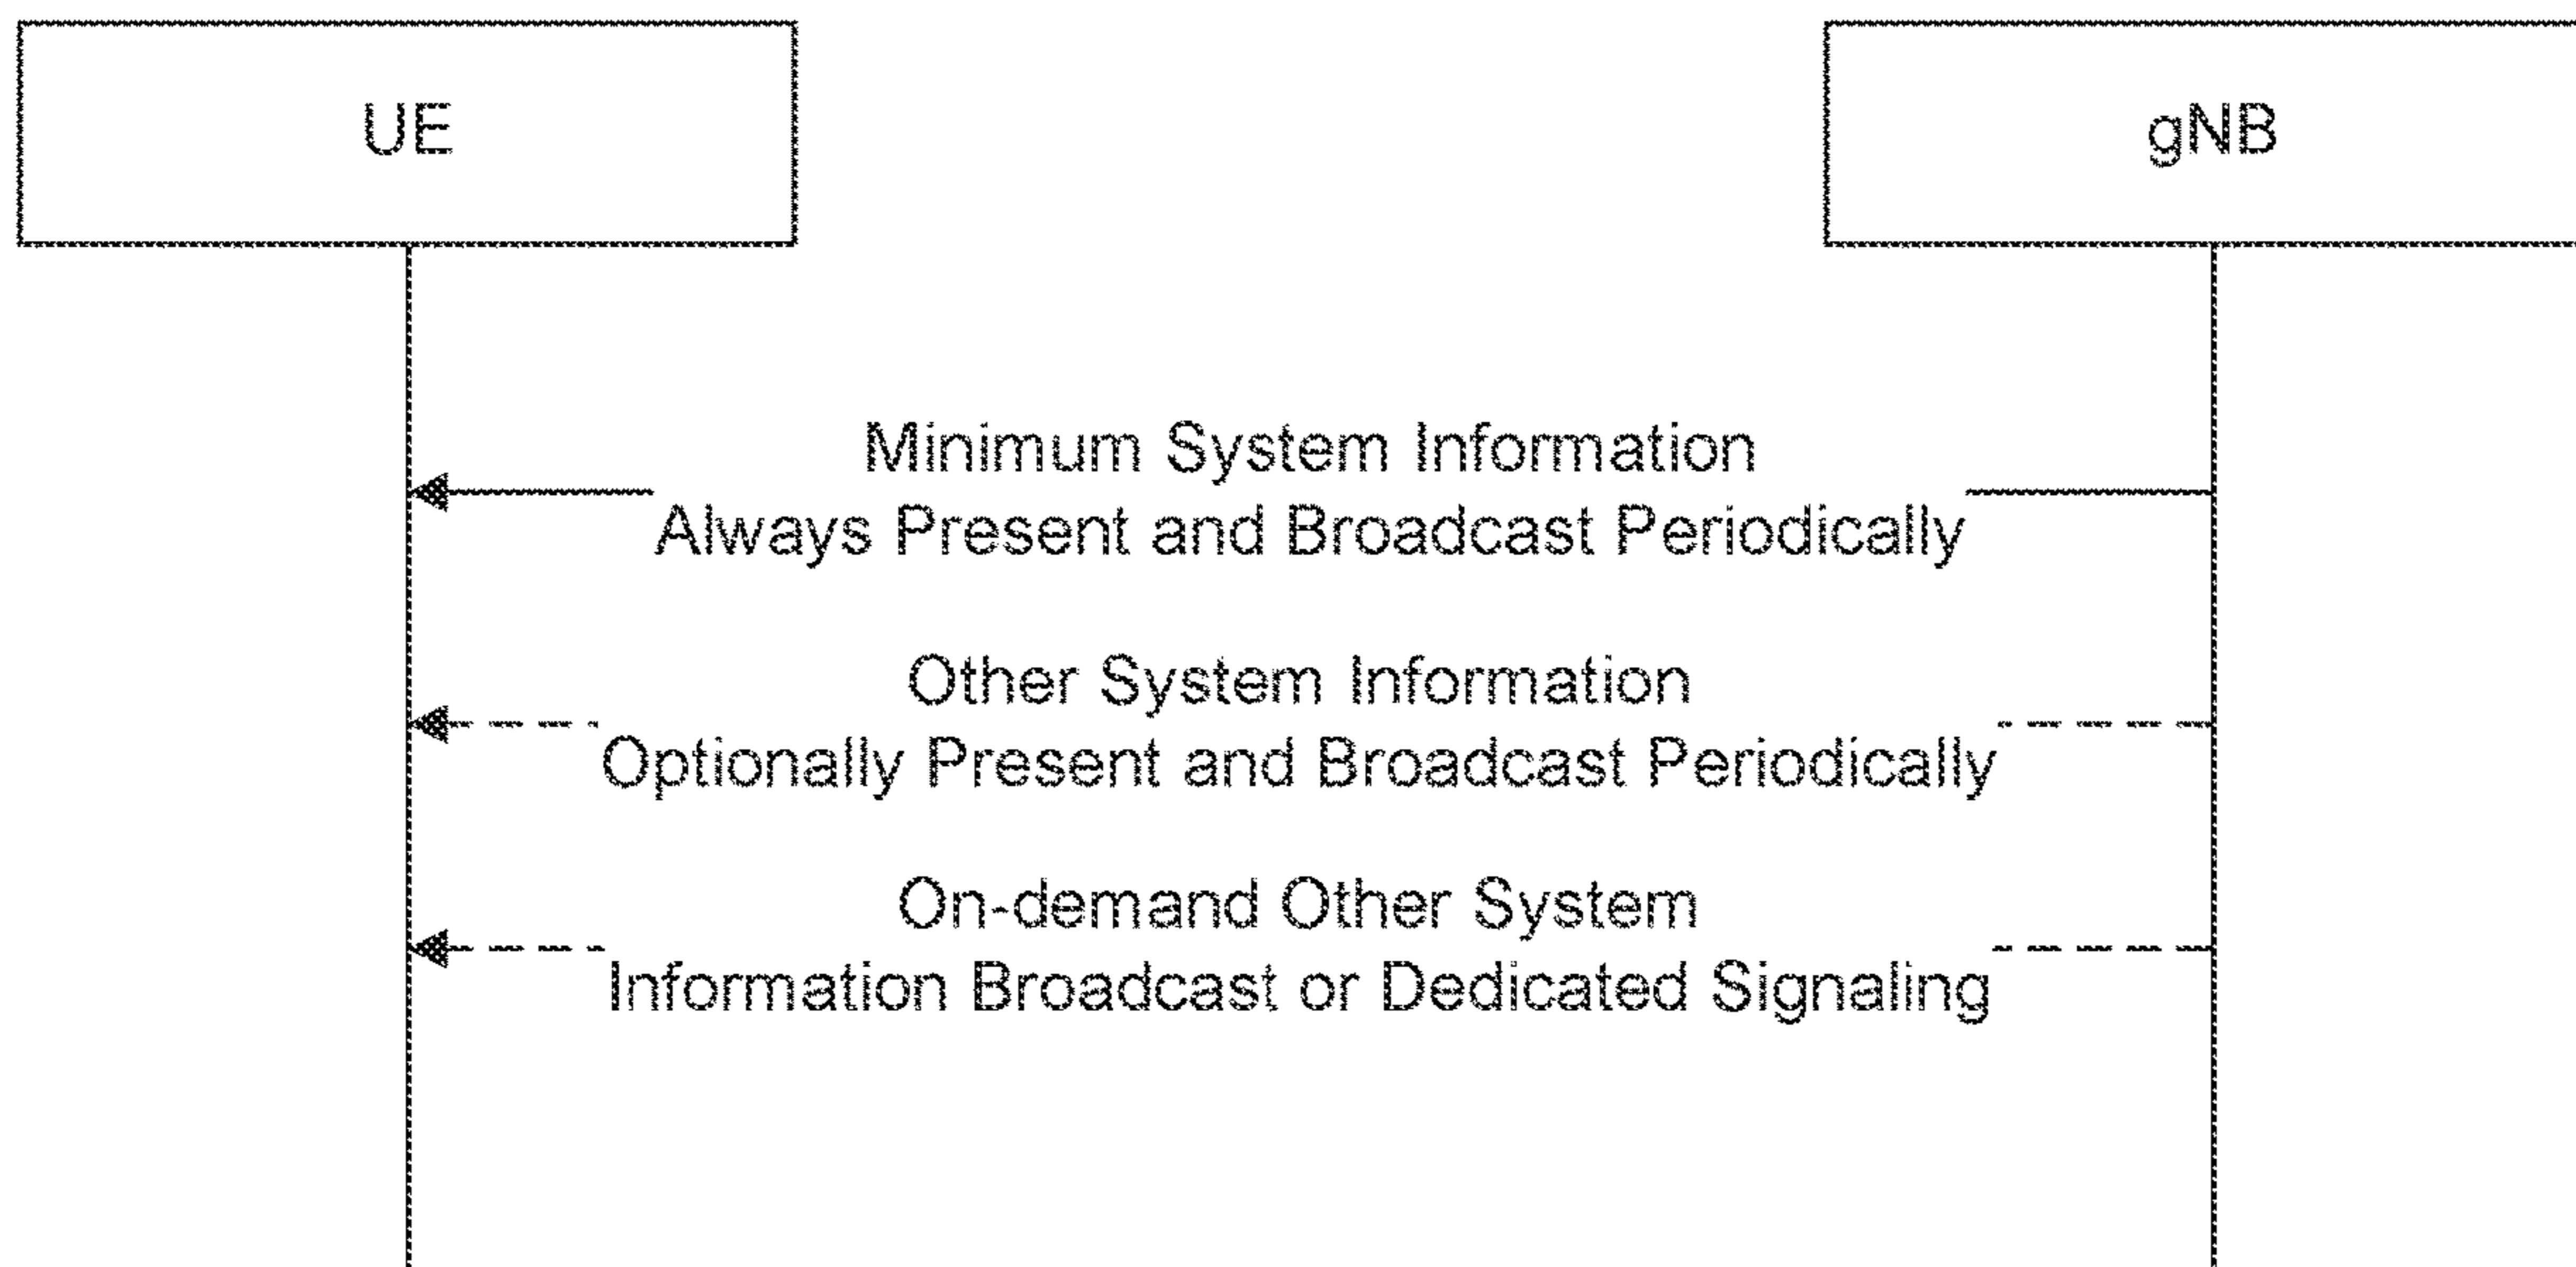 UE
gNB
Minimum System Information
Always Present and Broadcast Periodically
Other System Information
Optionally Present and Broadcast Periodically
On-demand Other System
Information Broadcast or Dedicated Signaling